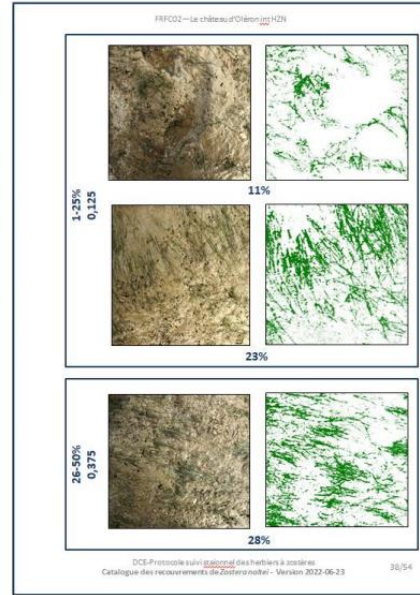 FRFC02 — Le château d'Oléron int HZN
1-25%
0,125
11%
23%
26-50%
0,375
28%
DCE-Protocole suivi stationnel des herbiers à zostères
Catalogue des recouvrements de Zostera noltei - Version 2022-06-23
38/54